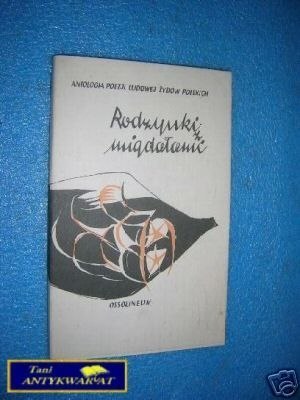 ANTOLOGIA POEZJI LUDOWEJ ŻYDÓW POLSKICH
Rodzynki z
migdałami
OSSOLINEUM
Tani
ANTYKWARIAT